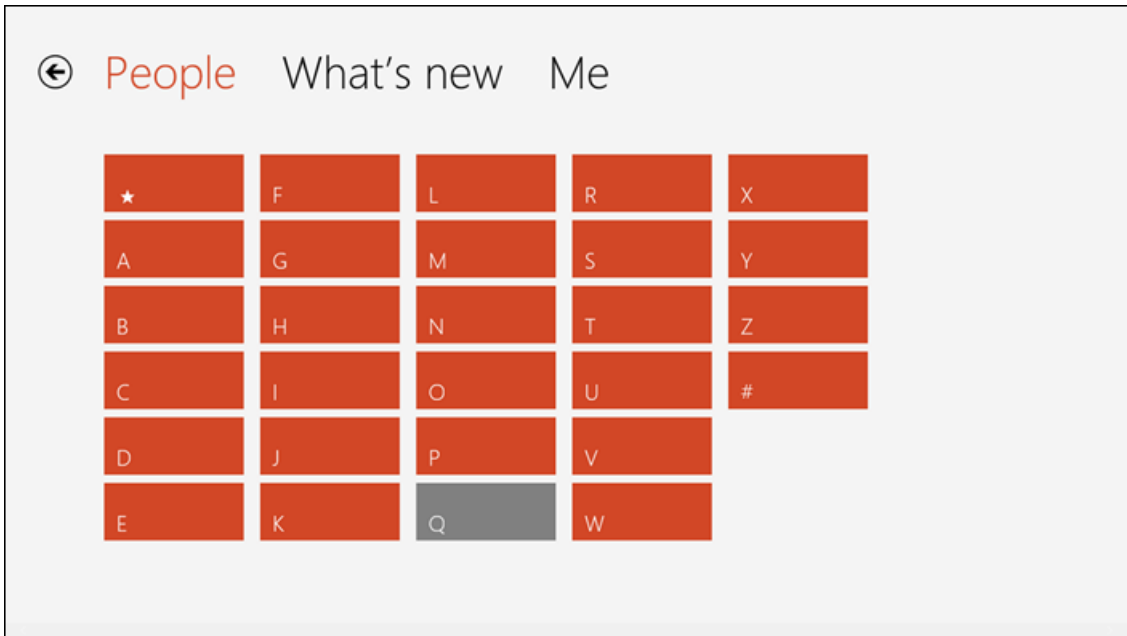 People What's new Me
★ F L R X
A G M S Y
B H N T Z
C I O U #
D J P V
E K Q W